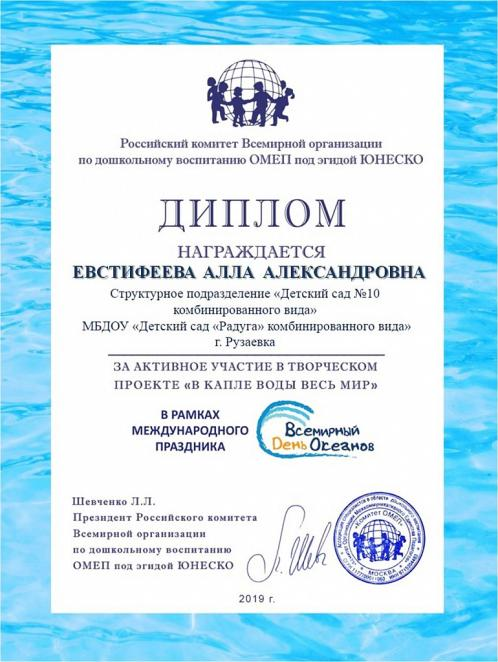 Российский комитет Всемирной организации
по дошкольному воспитанию ОМЕП под эгидой ЮНЕСКО
ДИПЛОМ
НАГРАЖДАЕТСЯ
ЕВСТИФЕЕВА АЛЛА АЛЕКСАНДРОВНА
Структурное подразделение «Детский сад №10
комбинированного вида»
МБДОУ «Детский сад «Радуга» комбинированного вида»
г. Рузаевка
ЗА АКТИВНОЕ УЧАСТИЕ В ТВОРЧЕСКОМ
ПРОЕКТЕ «В КАПЛЕ ВОДЫ ВЕСЬ МИР»
В РАМКАХ
МЕЖДУНАРОДНОГО
ПРАЗДНИКА
Всемирный
День Океанов
Шевченко Л.Л.
Президент Российского комитета
Всемирной организации
по дошкольному воспитанию
ОМЕП под эгидой ЮНЕСКО
«Комитет ОМЕП»
МОСКВА
2019 г.